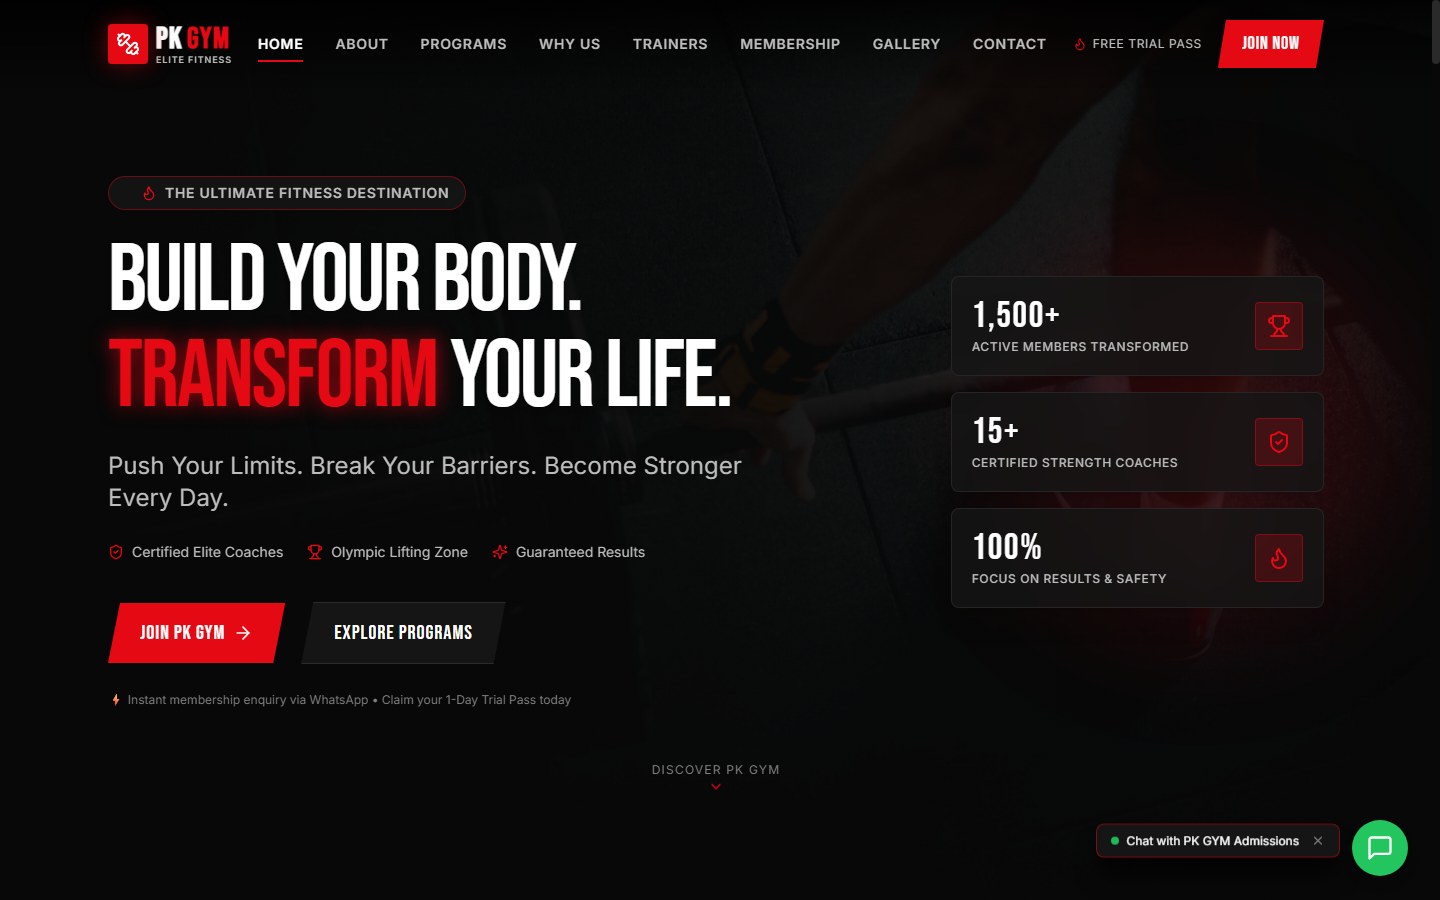 PK GYM
ELITE FITNESS
HOME
ABOUT
PROGRAMS
WHY US
TRAINERS
MEMBERSHIP
GALLERY
CONTACT
FREE TRIAL PASS
JOIN NOW
THE ULTIMATE FITNESS DESTINATION
BUILD YOUR BODY.
TRANSFORM YOUR LIFE.
Push Your Limits. Break Your Barriers. Become Stronger
Every Day.
Certified Elite Coaches
Olympic Lifting Zone
Guaranteed Results
JOIN PK GYM
EXPLORE PROGRAMS
Instant membership enquiry via WhatsApp • Claim your 1-Day Trial Pass today
1,500+
ACTIVE MEMBERS TRANSFORMED
15+
CERTIFIED STRENGTH COACHES
100%
FOCUS ON RESULTS & SAFETY
DISCOVER PK GYM
Chat with PK GYM Admissions